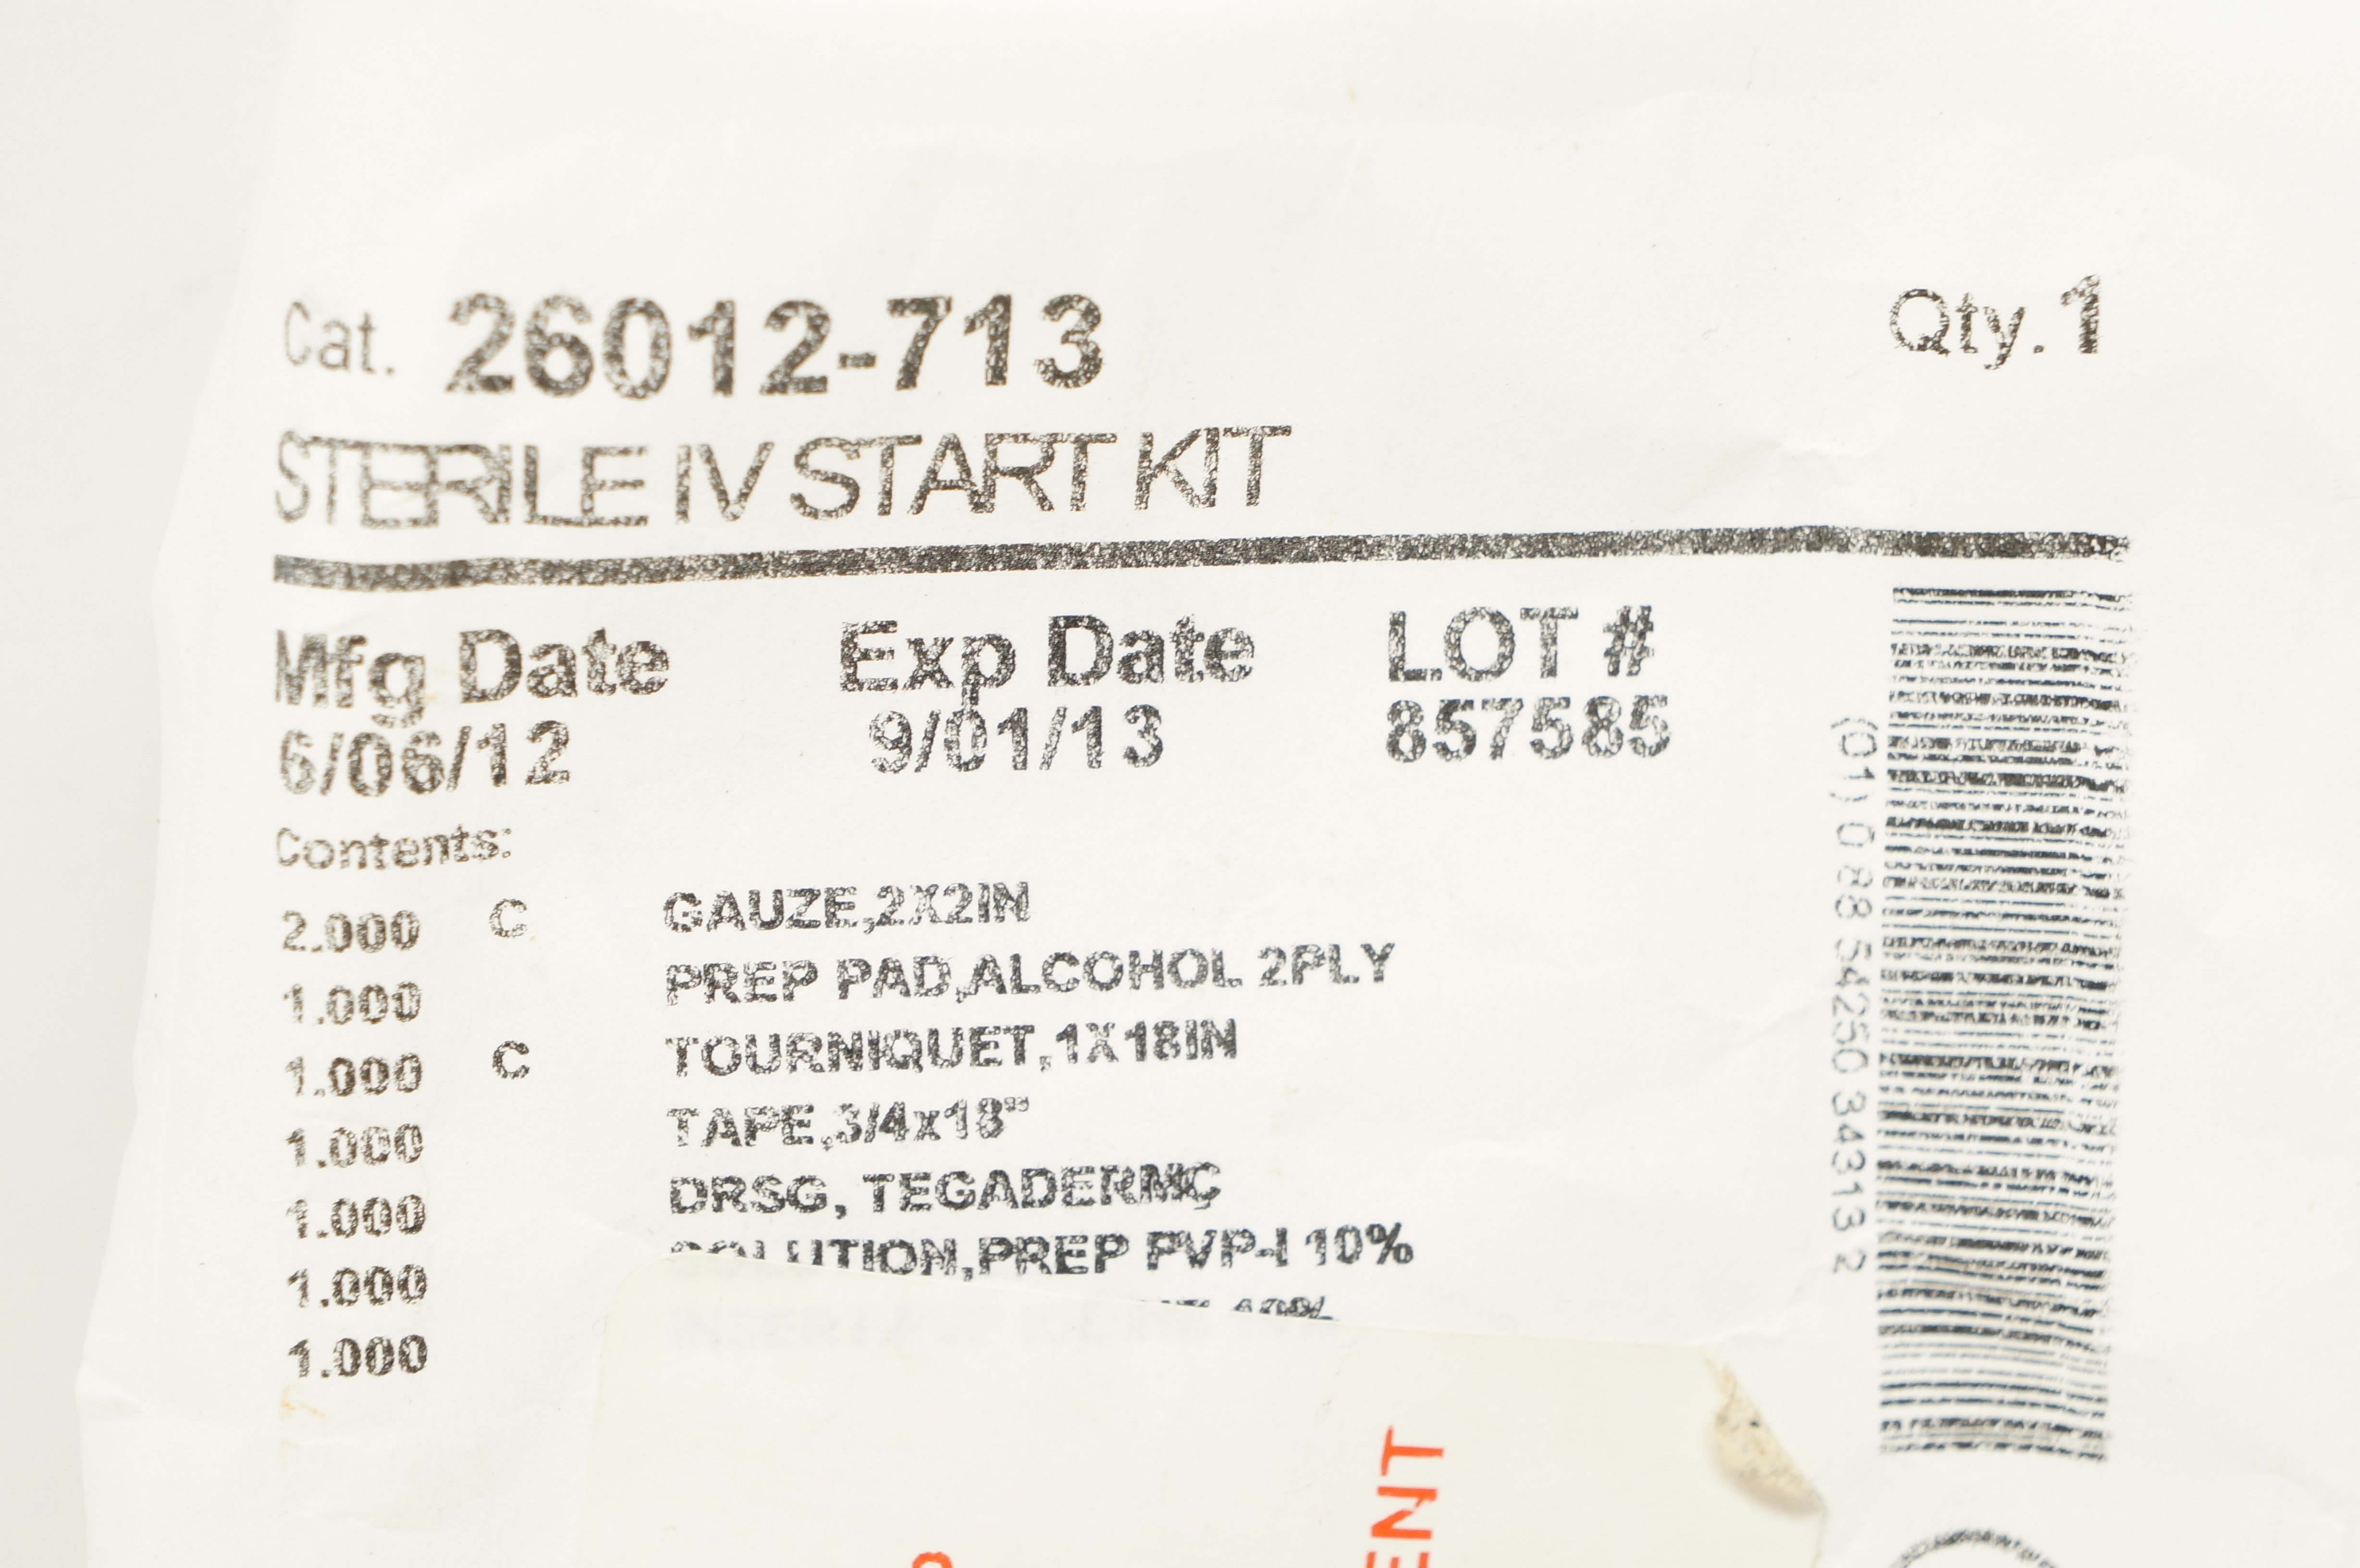 Cat. 26012-713
Qty. 1
STERILE IV START KIT
Mfg Date Exp Date LOT #
6/06/12 9/01/13 857585
Contents:
2.000 C GAUZE,2X2IN
1.000 PREP PAD,ALCOHOL 2PLY
1.000 C TOURNIQUET,1X18IN
1.000 TAPE,3/4x18"
1.000 DRSG, TEGADERMÇ
1.000 SOLUTION,PREP PVP-I 10%
1.000
(01) 0 88 54250 34313 2
ENT